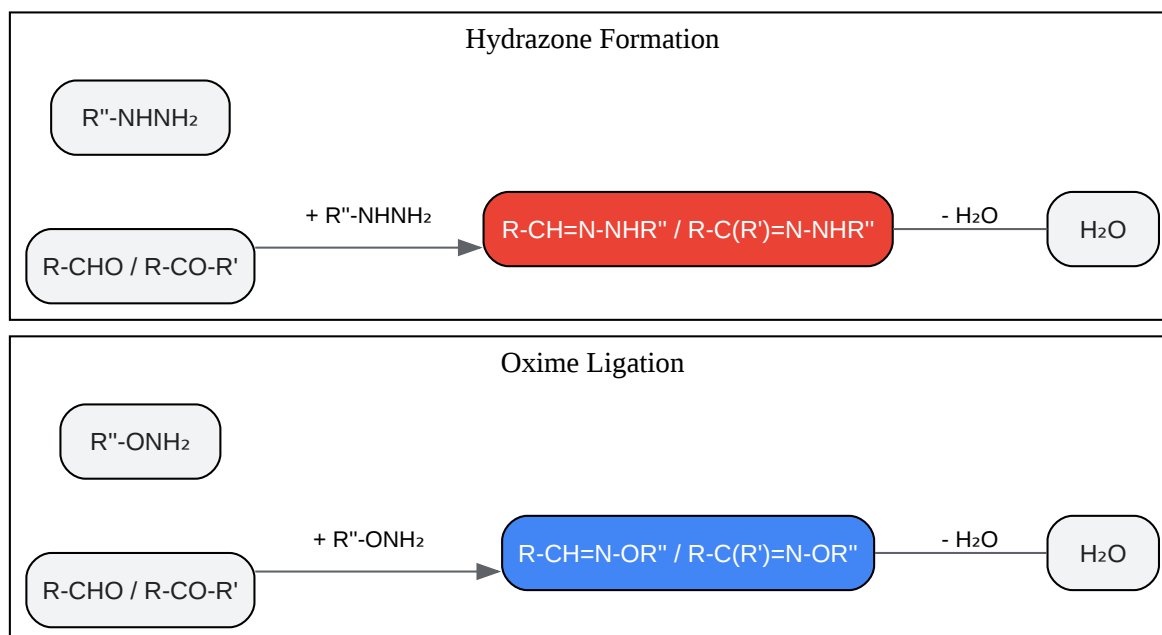 Hydrazone Formation
R"-NHNH₂
+ R"-NHNH₂
R-CHO / R-CO-R'
R-CH=N-NHR" / R-C(R')=N-NHR"
- H₂O
H₂O
Oxime Ligation
R"-ONH₂
+ R"-ONH₂
R-CHO / R-CO-R'
R-CH=N-OR" / R-C(R')=N-OR"
- H₂O
H₂O